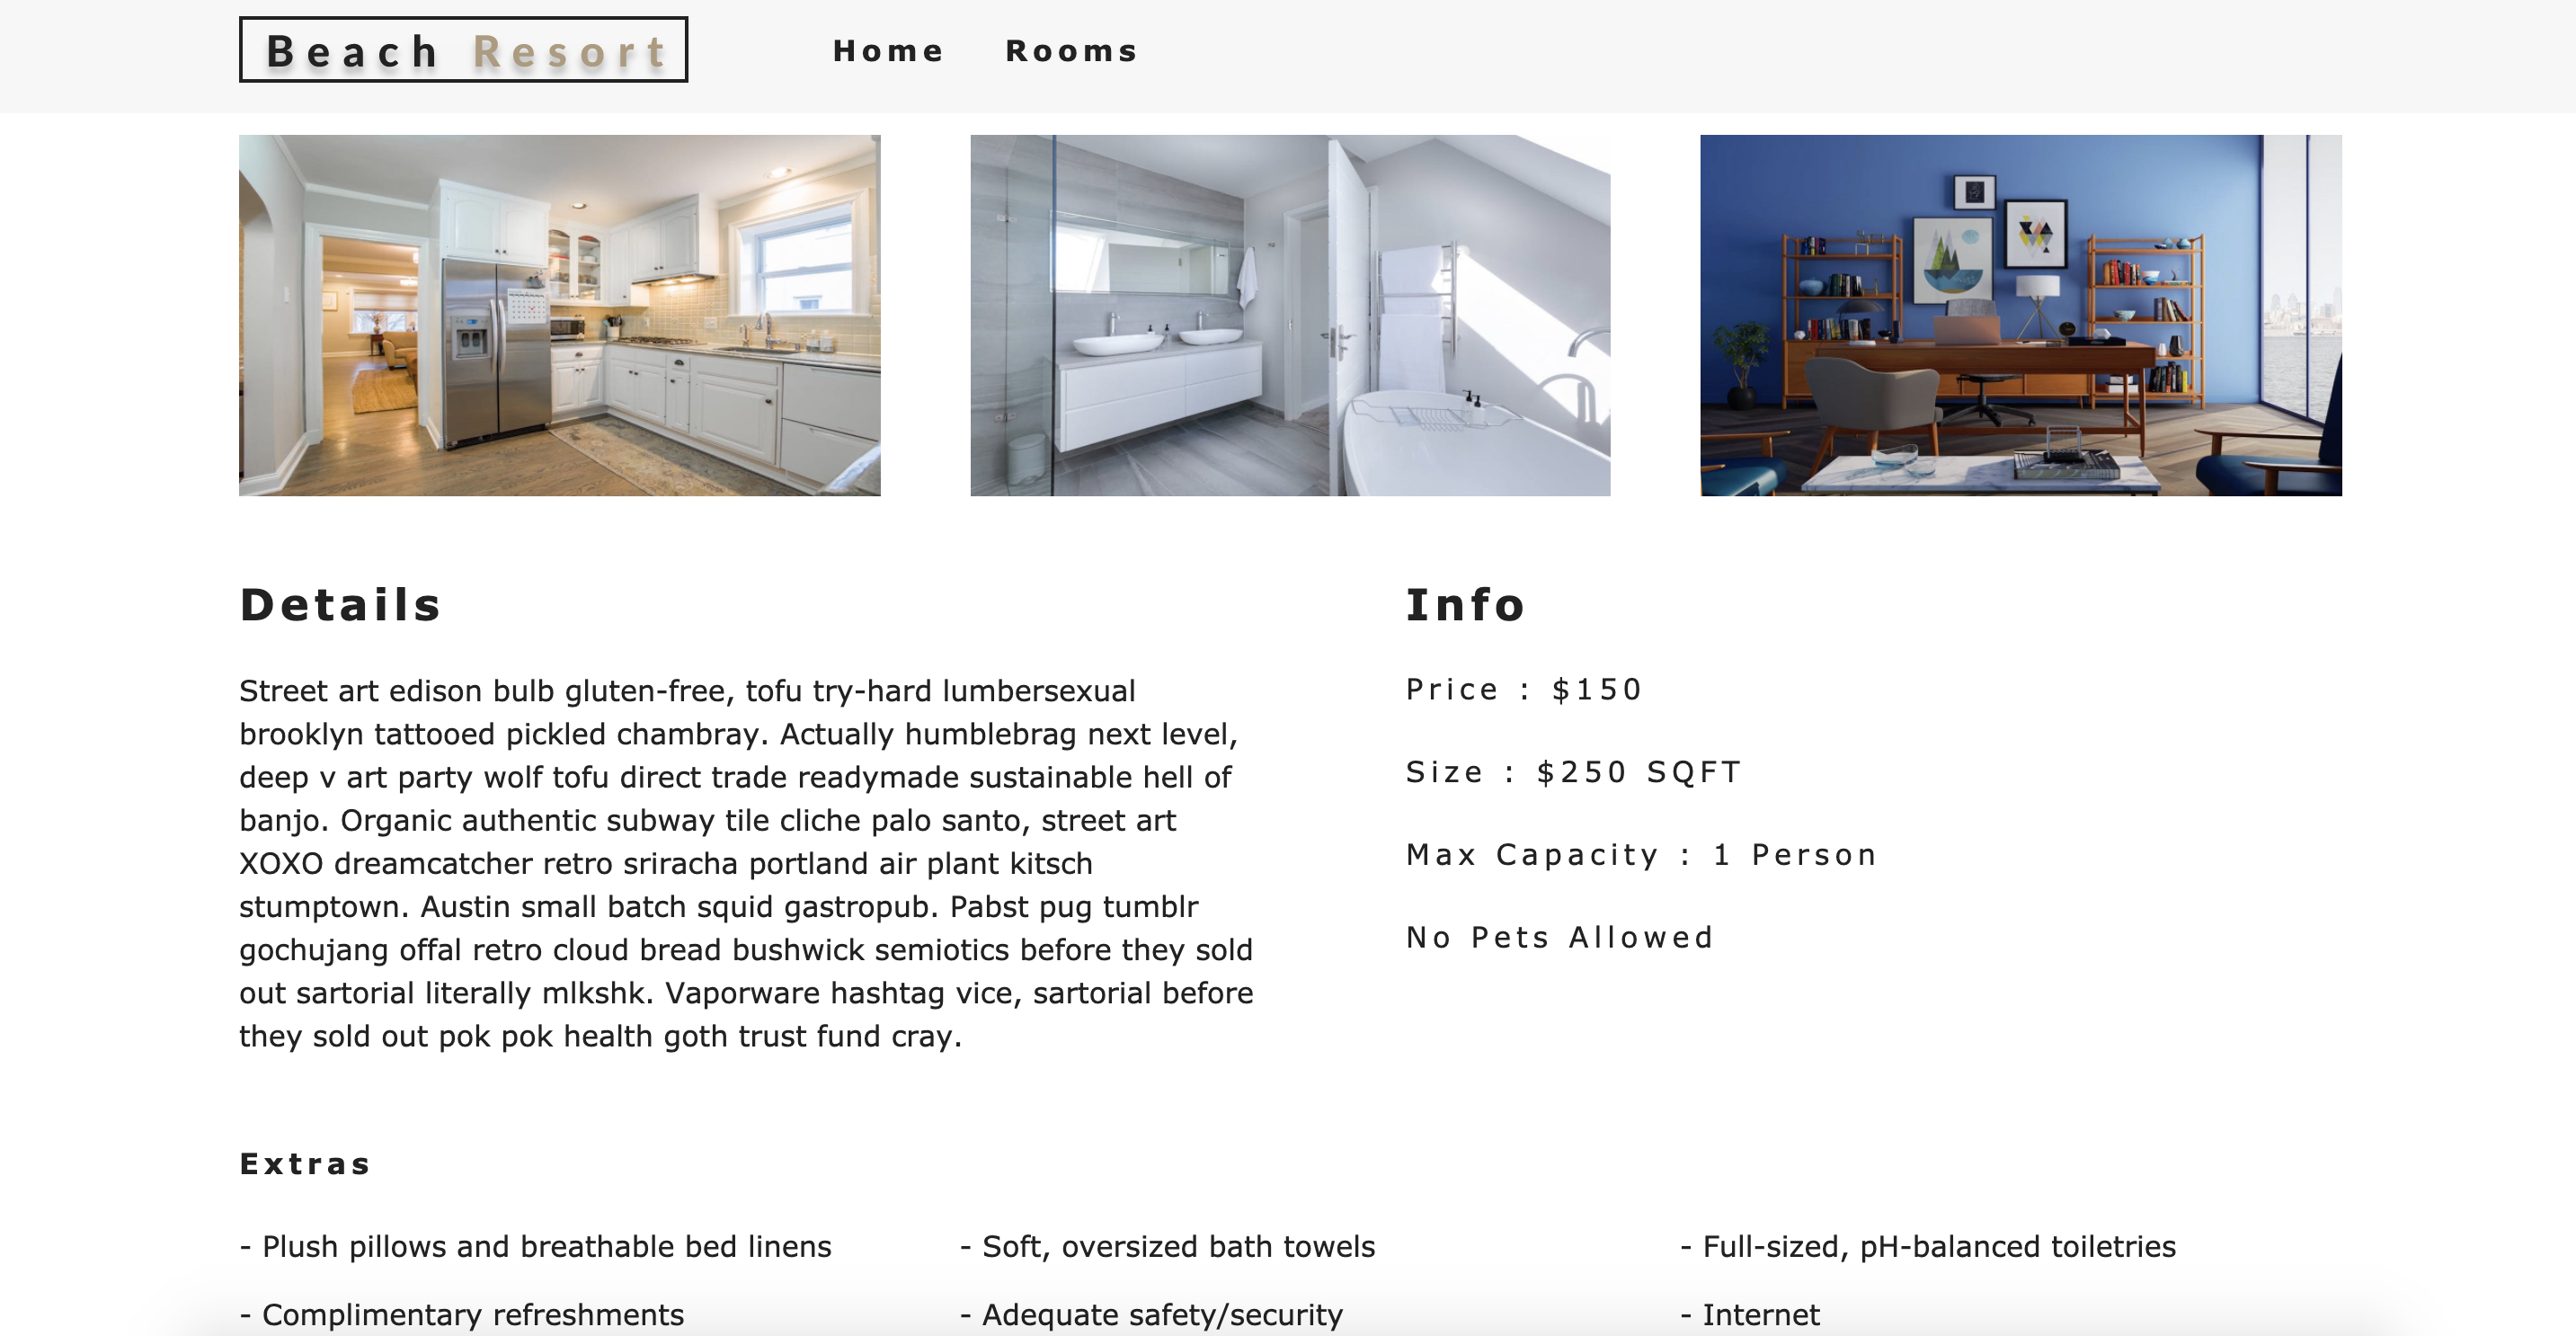 Beach Resort
Home
Rooms
Details
Street art edison bulb gluten-free, tofu try-hard lumbersexual
brooklyn tattooed pickled chambray. Actually humblebrag next level,
deep v art party wolf tofu direct trade readymade sustainable hell of
banjo. Organic authentic subway tile cliche palo santo, street art
XOXO dreamcatcher retro sriracha portland air plant kitsch
stumptown. Austin small batch squid gastropub. Pabst pug tumblr
gochujang offal retro cloud bread bushwick semiotics before they sold
out sartorial literally mlkshk. Vaporware hashtag vice, sartorial before
they sold out pok pok health goth trust fund cray.
Info
Price : $150
Size : $250 SQFT
Max Capacity : 1 Person
No Pets Allowed
Extras
- Plush pillows and breathable bed linens
- Soft, oversized bath towels
- Full-sized, pH-balanced toiletries
- Complimentary refreshments
- Adequate safety/security
- Internet